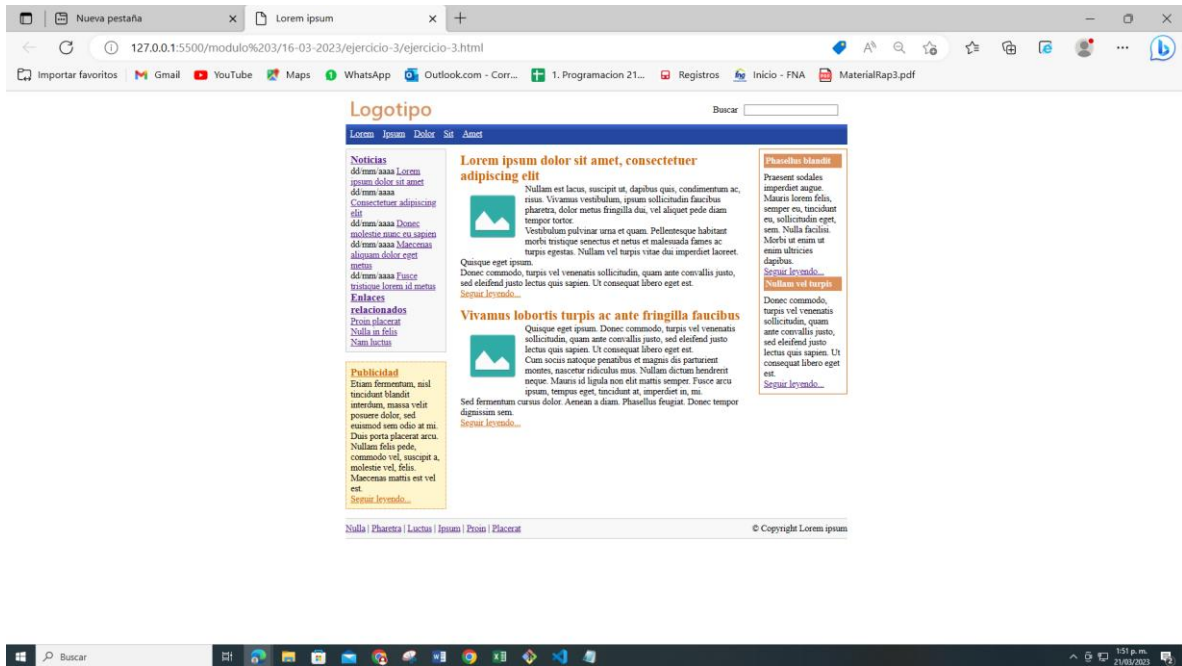 Nueva pestaña
Lorem ipsum
127.0.0.1:5500/modulo%203/16-03-2023/ejercicio-3/ejercicio-3.html
Importar favoritos
Gmail
YouTube
Maps
WhatsApp
Outlook.com - Corr...
1. Programacion 21...
Registros
Inicio - FNA
MaterialRap3.pdf
Logotipo
Buscar
Lorem Ipsum Dolor Sit Amet
Noticias
dd/mm/aaaa Lorem
ipsum dolor sit amet
dd/mm/aaaa
Consectetuer adipiscing
elit
dd/mm/aaaa Donec
molestie nunc eu sapien
dd/mm/aaaa Maecenas
aliquam dolor eget
metus
dd/mm/aaaa Fusce
tristique lorem id metus
Enlaces
relacionados
Proin placerat
Nulla in felis
Nam luctus
Publicidad
Etiam fermentum, nisl
tincidunt blandit
interdum, massa velit
posuere dolor, sed
euismod sem odio at mi.
Duis porta placerat arcu.
Nullam felis pede,
commodo vel, suscipit a,
molestie vel, felis.
Maecenas mattis est vel
est.
Seguir leyendo...
Lorem ipsum dolor sit amet, consectetuer
adipiscing elit
Nullam est lacus, suscipit ut, dapibus quis, condimentum ac,
risus. Vivamus vestibulum, ipsum sollicitudin faucibus
pharetra, dolor metus fringilla dui, vel aliquet pede diam
tempor tortor.
Vestibulum pulvinar urna et quam. Pellentesque habitant
morbi tristique senectus et netus et malesuada fames ac
turpis egestas. Nullam vel turpis vitae dui imperdiet laoreet.
Quisque eget ipsum.
Donec commodo, turpis vel venenatis sollicitudin, quam ante convallis justo,
sed eleifend justo lectus quis sapien. Ut consequat libero eget est.
Seguir leyendo...
Vivamus lobortis turpis ac ante fringilla faucibus
Quisque eget ipsum. Donec commodo, turpis vel venenatis
sollicitudin, quam ante convallis justo, sed eleifend justo
lectus quis sapien. Ut consequat libero eget est.
Cum sociis natoque penatibus et magnis dis parturient
montes, nascetur ridiculus mus. Nullam dictum hendrerit
neque. Mauris id ligula non elit mattis semper. Fusce arcu
ipsum, tempus eget, tincidunt at, imperdiet in, mi.
Sed fermentum cursus dolor. Aenean a diam. Phasellus feugiat. Donec tempor
dignissim sem.
Seguir leyendo...
Phasellus blandit
Praesent sodales
imperdiet augue.
Mauris lorem felis,
semper eu, tincidunt
eu, sollicitudin eget,
sem. Nulla facilisi.
Morbi ut enim ut
enim ultricies
dapibus.
Seguir leyendo...
Nullam vel turpis
Donec commodo,
turpis vel venenatis
sollicitudin, quam
ante convallis justo,
sed eleifend justo
lectus quis sapien. Ut
consequat libero eget
est.
Seguir leyendo...
Nulla | Pharetra | Luctus | Ipsum | Proin | Placerat
© Copyright Lorem ipsum
Buscar
1:51 p. m.
21/03/2023